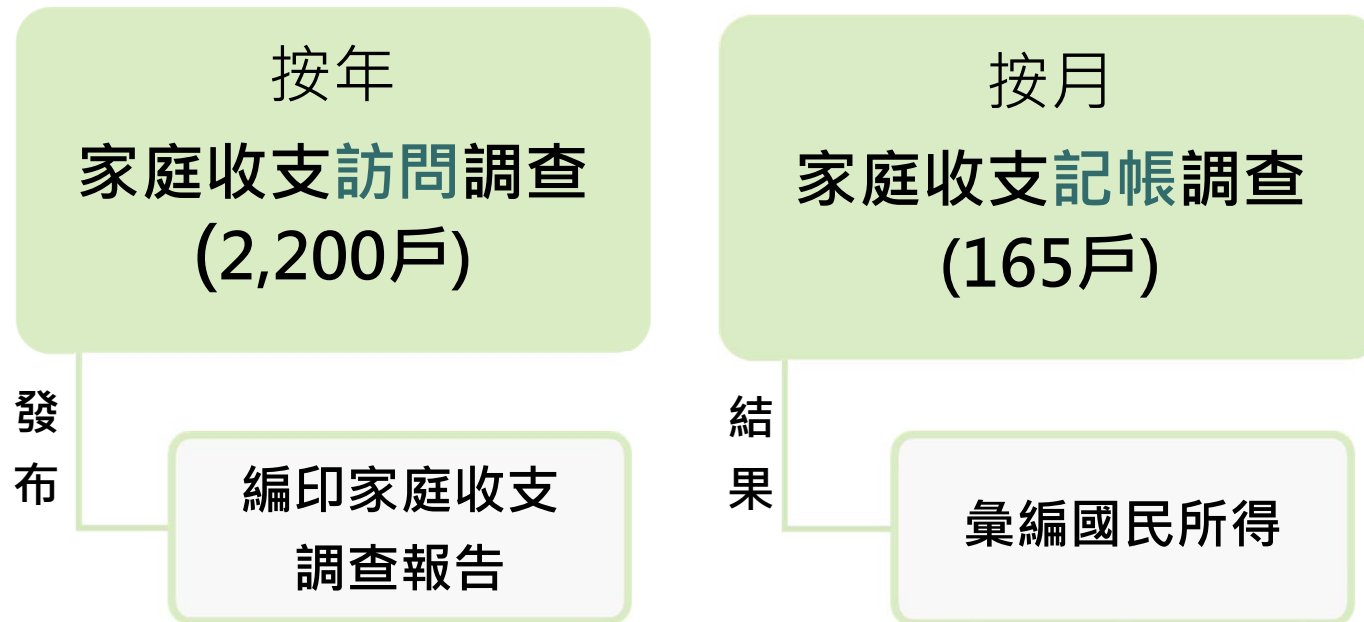 按年
家庭收支訪問調查
(2,200戶)
發
布
編印家庭收支
調查報告
按月
家庭收支記帳調查
(165戶)
結
果
彙編國民所得